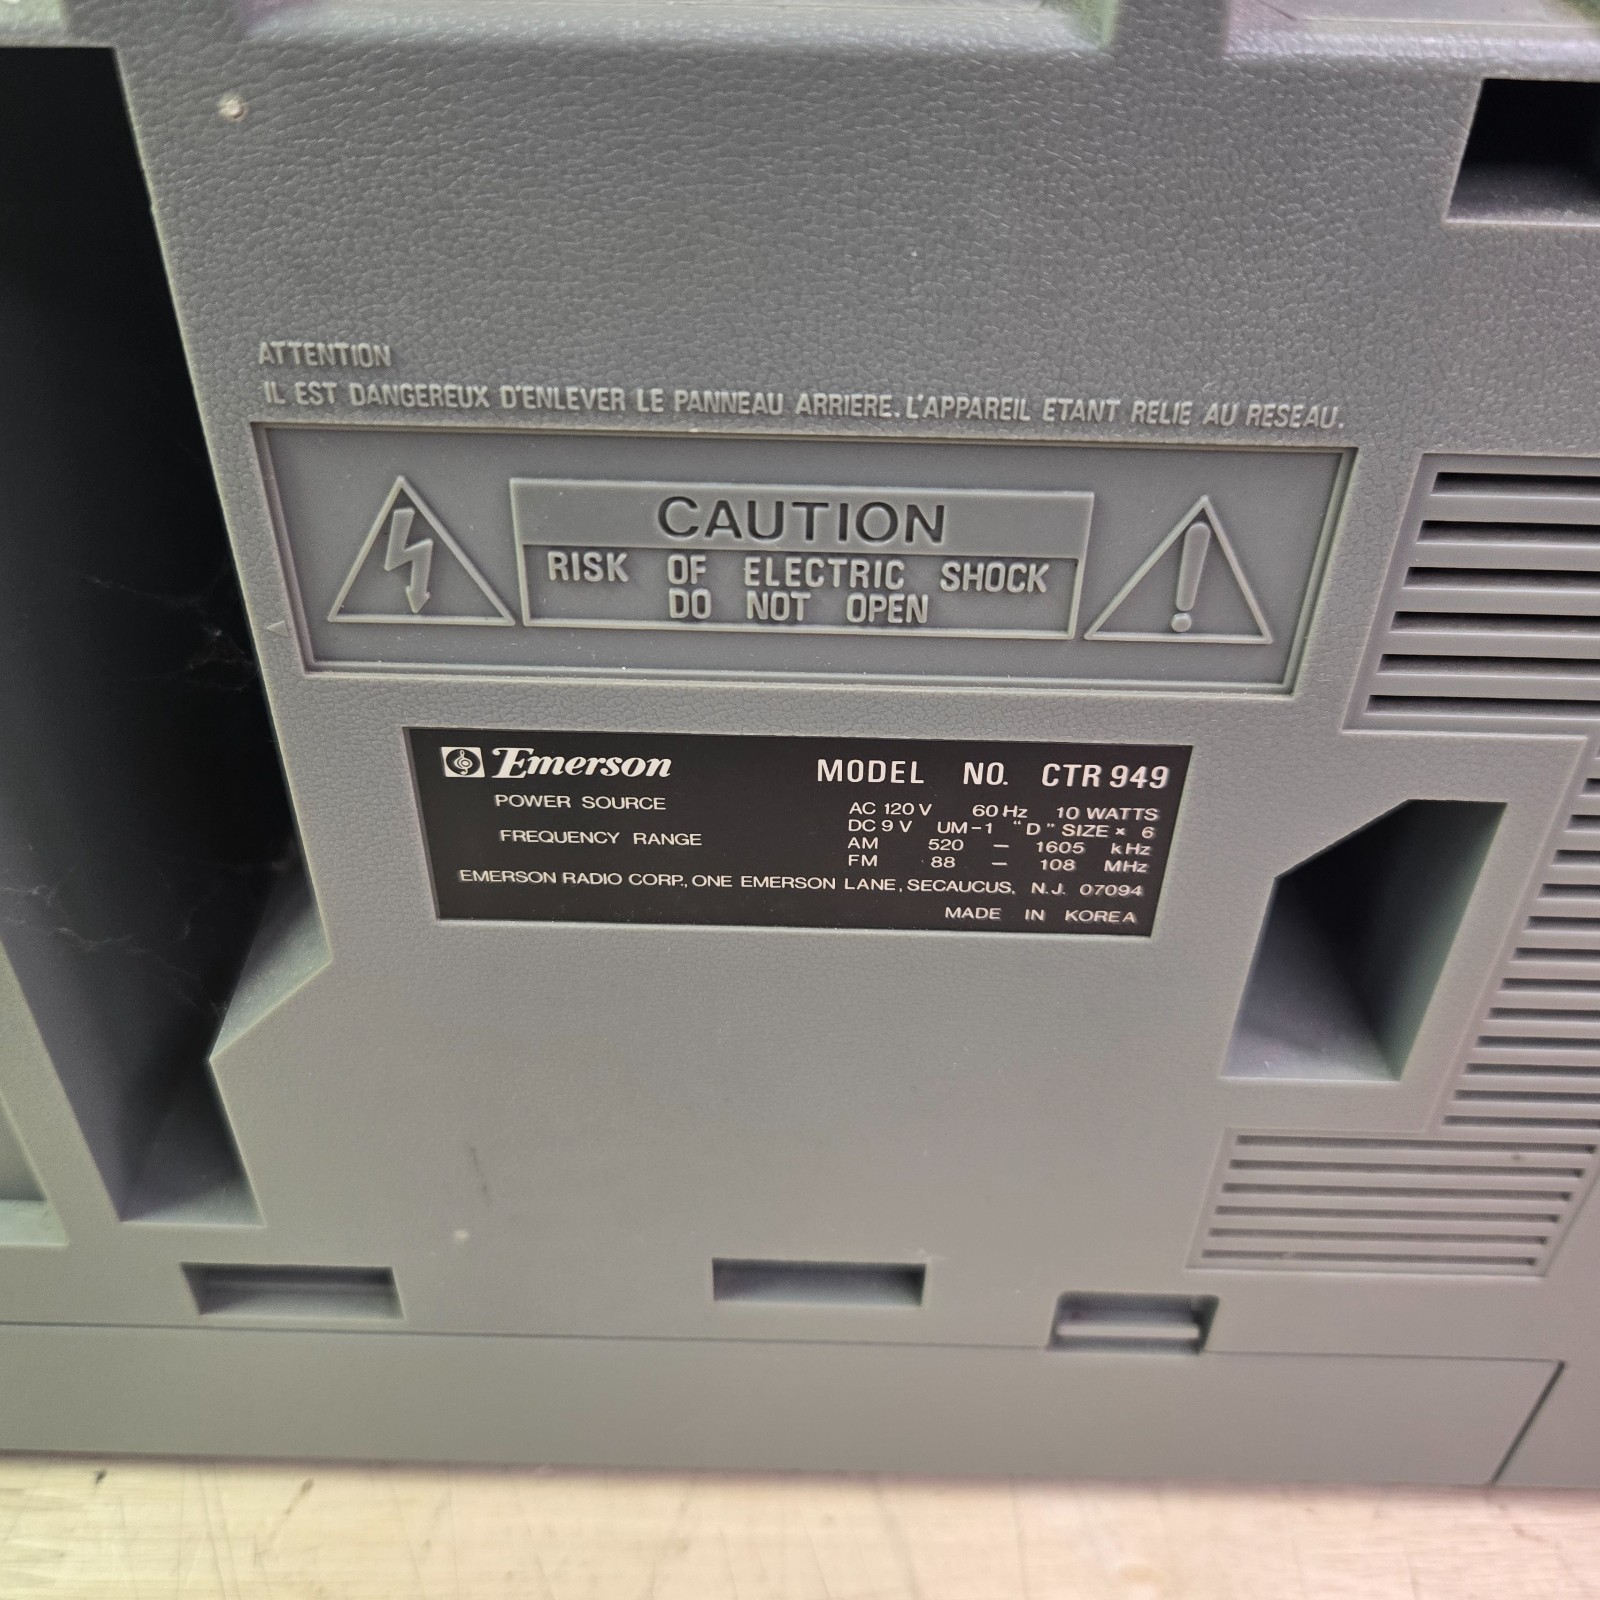 ATTENTION
IL EST DANGEREUX D'ENLEVER LE PANNEAU ARRIERE. L'APPAREIL ETANT RELIE AU RESEAU.
CAUTION
RISK OF ELECTRIC SHOCK
DO NOT OPEN
Emerson MODEL NO. CTR 949
POWER SOURCE AC 120 V 60 Hz 10 WATTS
DC 9 V UM-1 "D" SIZE × 6
FREQUENCY RANGE AM 520 — 1605 kHz
FM 88 — 108 MHz
EMERSON RADIO CORP., ONE EMERSON LANE, SECAUCUS, N.J. 07094
MADE IN KOREA